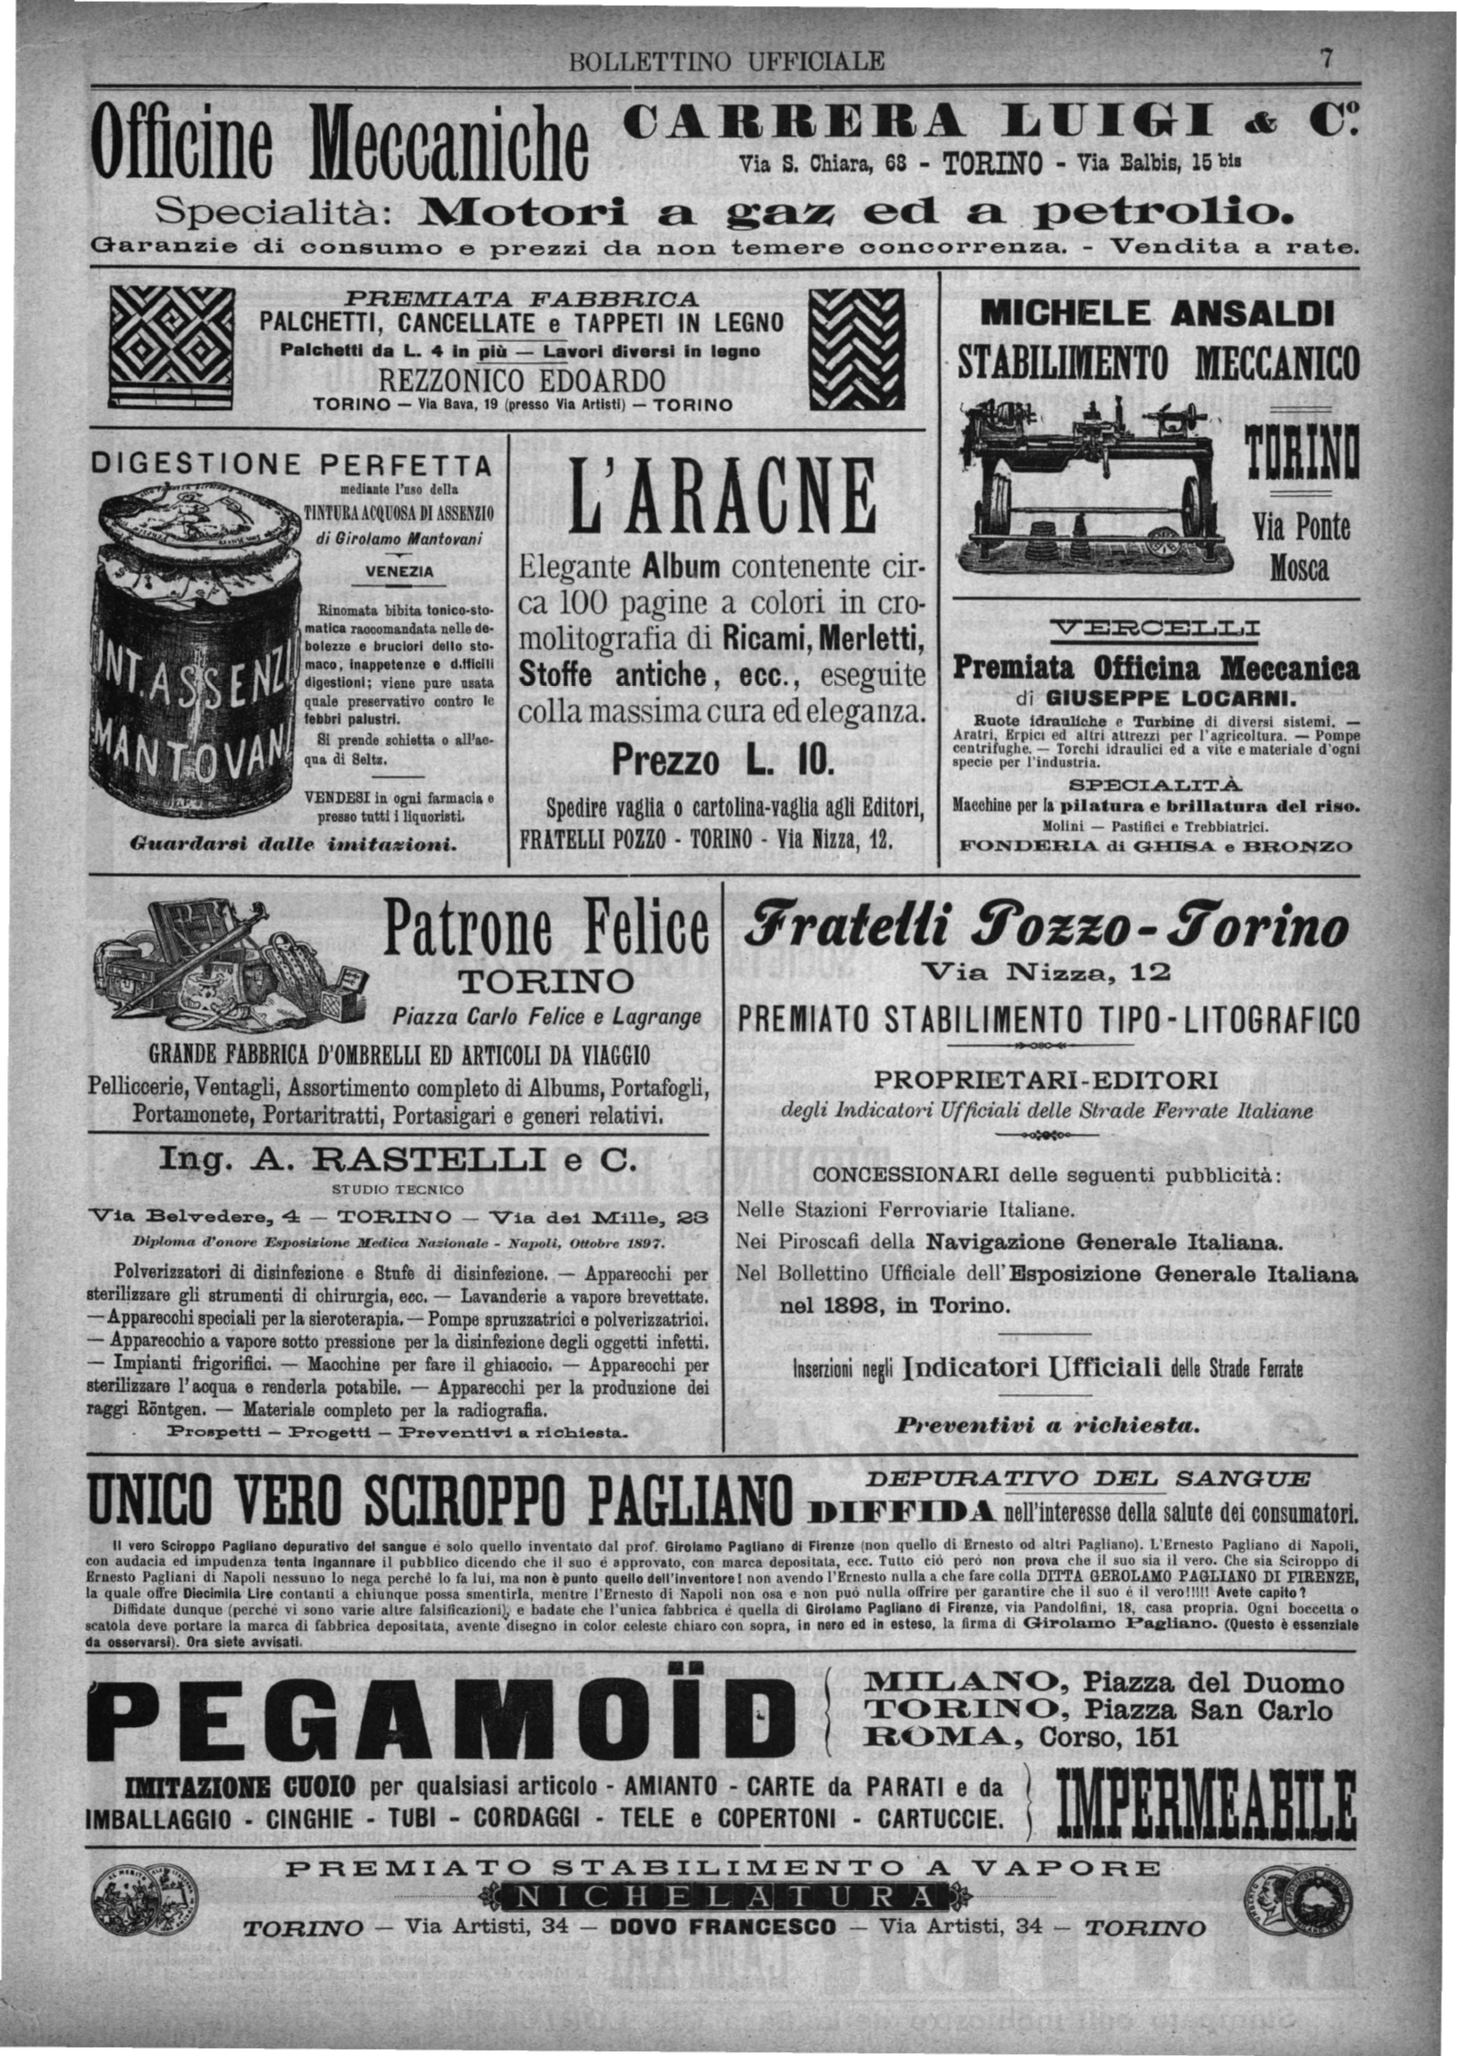 BOLLETTINO UFFICIALE 7
Officine Meccaniche CARRERA LUIGI & Cº.
Via S. Chiara, 68 - TORINO - Via Balbis, 15 bis
Specialità: Motori a gaz ed a petrolio.
Garanzie di consumo e prezzi da non temere concorrenza. - Vendita a rate.
PREMIATA FABBRICA
PALCHETTI, CANCELLATE e TAPPETI IN LEGNO
Palchetti da L. 4 in più — Lavori diversi in legno
REZZONICO EDOARDO
TORINO — Via Bava, 19 (presso Via Artisti) — TORINO
MICHELE ANSALDI
STABILIMENTO MECCANICO
TORINO
Via Ponte
Mosca
DIGESTIONE PERFETTA
mediante l'uso della
TINTURA ACQUOSA DI ASSENZIO
di Girolamo Mantovani
VENEZIA
Rinomata bibita tonico-sto-
matica raccomandata nelle de-
bolezze e bruciori dello sto-
maco, inappetenze e difficili
digestioni; viene pure usata
quale preservativo contro le
febbri palustri.
Si prende schietta o all'ac-
qua di Seltz.
VENDESI in ogni farmacia e
presso tutti i liquoristi.
Guardarsi dalle imitazioni.
INT. ASSENZI
MANTOVANI
L'ARACNE
Elegante Album contenente cir-
ca 100 pagine a colori in cro-
molitografia di Ricami, Merletti,
Stoffe antiche, ecc., eseguite
colla massima cura ed eleganza.
Prezzo L. 10.
Spedire vaglia o cartolina-vaglia agli Editori,
FRATELLI POZZO - TORINO - Via Nizza, 12.
VERCELLI
Premiata Officina Meccanica
di GIUSEPPE LOCARNI.
Ruote idrauliche e Turbine di diversi sistemi. —
Aratri, Erpici ed altri attrezzi per l'agricoltura. — Pompe
centrifughe. — Torchi idraulici ed a vite e materiale d'ogni
specie per l'industria.
SPECIALITÀ
Macchine per la pilatura e brillatura del riso.
Molini — Pastifici e Trebbiatrici.
FONDERIA di GHISA e BRONZO
Patrone Felice
TORINO
Piazza Carlo Felice e Lagrange
GRANDE FABBRICA D'OMBRELLI ED ARTICOLI DA VIAGGIO
Pelliccerie, Ventagli, Assortimento completo di Albums, Portafogli,
Portamonete, Portaritratti, Portasigari e generi relativi.
Ing. A. RASTELLI e C.
STUDIO TECNICO
Via Belvedere, 4 — TORINO — Via dei Mille, 23
Diploma d'onore Esposizione Medica Nazionale - Napoli, Ottobre 1897.
Polverizzatori di disinfezione e Stufe di disinfezione. — Apparecchi per
sterilizzare gli strumenti di chirurgia, ecc. — Lavanderie a vapore brevettate.
— Apparecchi speciali per la sieroterapia. — Pompe spruzzatrici e polverizzatrici.
— Apparecchio a vapore sotto pressione per la disinfezione degli oggetti infetti.
— Impianti frigorifici. — Macchine per fare il ghiaccio. — Apparecchi per
sterilizzare l'acqua e renderla potabile. — Apparecchi per la produzione dei
raggi Röntgen. — Materiale completo per la radiografia.
Prospetti — Progetti — Preventivi a richiesta.
Fratelli Pozzo - Torino
Via Nizza, 12
PREMIATO STABILIMENTO TIPO-LITOGRAFICO
PROPRIETARI-EDITORI
degli Indicatori Ufficiali delle Strade Ferrate Italiane
CONCESSIONARI delle seguenti pubblicità:
Nelle Stazioni Ferroviarie Italiane.
Nei Piroscafi della Navigazione Generale Italiana.
Nel Bollettino Ufficiale dell'Esposizione Generale Italiana
nel 1898, in Torino.
Inserzioni negli Indicatori Ufficiali delle Strade Ferrate
Preventivi a richiesta.
UNICO VERO SCIROPPO PAGLIANO
DEPURATIVO DEL SANGUE
DIFFIDA nell'interesse della salute dei consumatori.
Il vero Sciroppo Pagliano depurativo del sangue é solo quello inventato dal prof. Girolamo Pagliano di Firenze (non quello di Ernesto od altri Pagliano). L'Ernesto Pagliano di Napoli,
con audacia ed impudenza tenta ingannare il pubblico dicendo che il suo é approvato, con marca depositata, ecc. Tutto ció peró non prova che il suo sia il vero. Che sia Sciroppo di
Ernesto Pagliani di Napoli nessuno lo nega perché lo fa lui, ma non è punto quello dell'inventore! non avendo l'Ernesto nulla a che fare colla DITTA GEROLAMO PAGLIANO DI FIRENZE,
la quale offre Diecimila Lire contanti a chiunque possa smentirla, mentre l'Ernesto di Napoli non osa e non puó nulla offrire per garantire che il suo é il vero!!!!! Avete capito?
Diffidate dunque (perché vi sono varie altre falsificazioni), e badate che l'unica fabbrica é quella di Girolamo Pagliano di Firenze, via Pandolfini, 18, casa propria. Ogni boccetta o
scatola deve portare la marca di fabbrica depositata, avente disegno in color celeste chiaro con sopra, in nero ed in esteso, la firma di Girolamo Pagliano. (Questo è essenziale
da osservarsi). Ora siete avvisati.
PEGAMOÏD
MILANO, Piazza del Duomo
TORINO, Piazza San Carlo
ROMA, Corso, 151
IMITAZIONE CUOIO per qualsiasi articolo - AMIANTO - CARTE da PARATI e da
IMBALLAGGIO - CINGHIE - TUBI - CORDAGGI - TELE e COPERTONI - CARTUCCIE.
IMPERMEABILE
PREMIATO STABILIMENTO A VAPORE
NICHELATURA
TORINO — Via Artisti, 34 — DOVO FRANCESCO — Via Artisti, 34 — TORINO